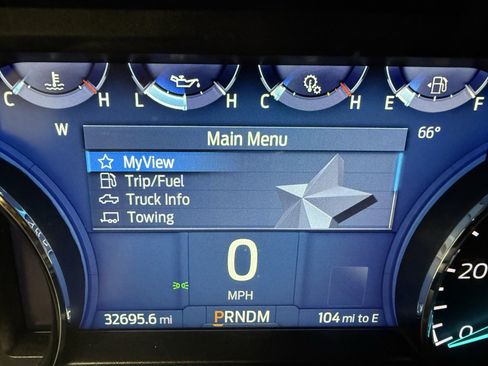 C H L H C H E F
W 66°
Main Menu
MyView
Trip/Fuel
Truck Info
Towing
0
MPH
20
0
32695.6 mi PRNDM 104 mi to E